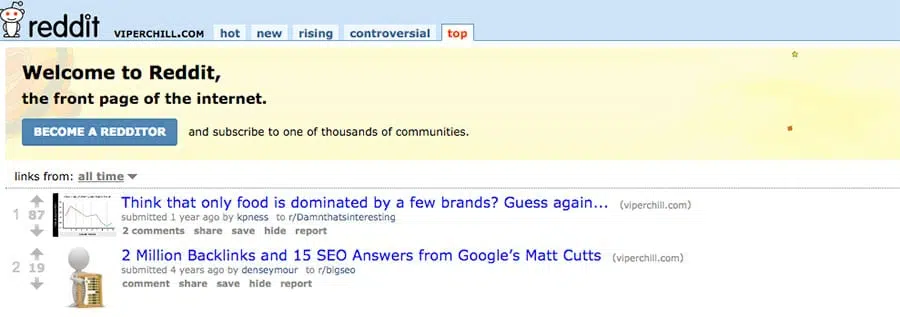 reddit VIPERCHILL.COM hot new rising controversial top
Welcome to Reddit,
the front page of the internet.
BECOME A REDDITOR and subscribe to one of thousands of communities.
links from: all time
1 87 Think that only food is dominated by a few brands? Guess again... (viperchill.com)
submitted 1 year ago by kpness to r/Damnthatsinteresting
2 comments share save hide report
2 19 2 Million Backlinks and 15 SEO Answers from Google's Matt Cutts (viperchill.com)
submitted 4 years ago by denseymour to r/bigseo
comment share save hide report